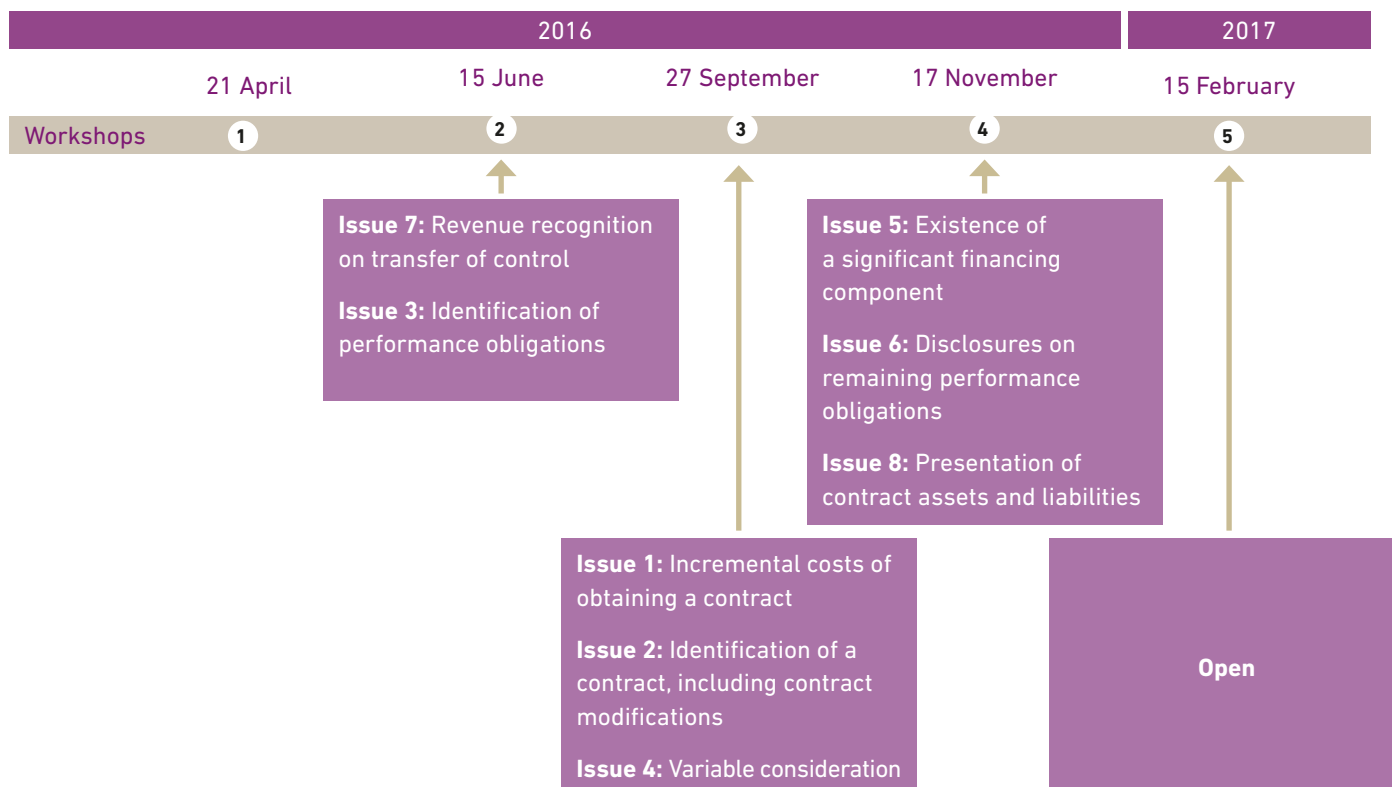 2016
2017
21 April
15 June
27 September
17 November
15 February
Workshops
1
2
3
4
5
Issue 7: Revenue recognition
on transfer of control
Issue 3: Identification of
performance obligations
Issue 5: Existence of
a significant financing
component
Issue 6: Disclosures on
remaining performance
obligations
Issue 8: Presentation of
contract assets and liabilities
Issue 1: Incremental costs of
obtaining a contract
Issue 2: Identification of a
contract, including contract
modifications
Issue 4: Variable consideration
Open